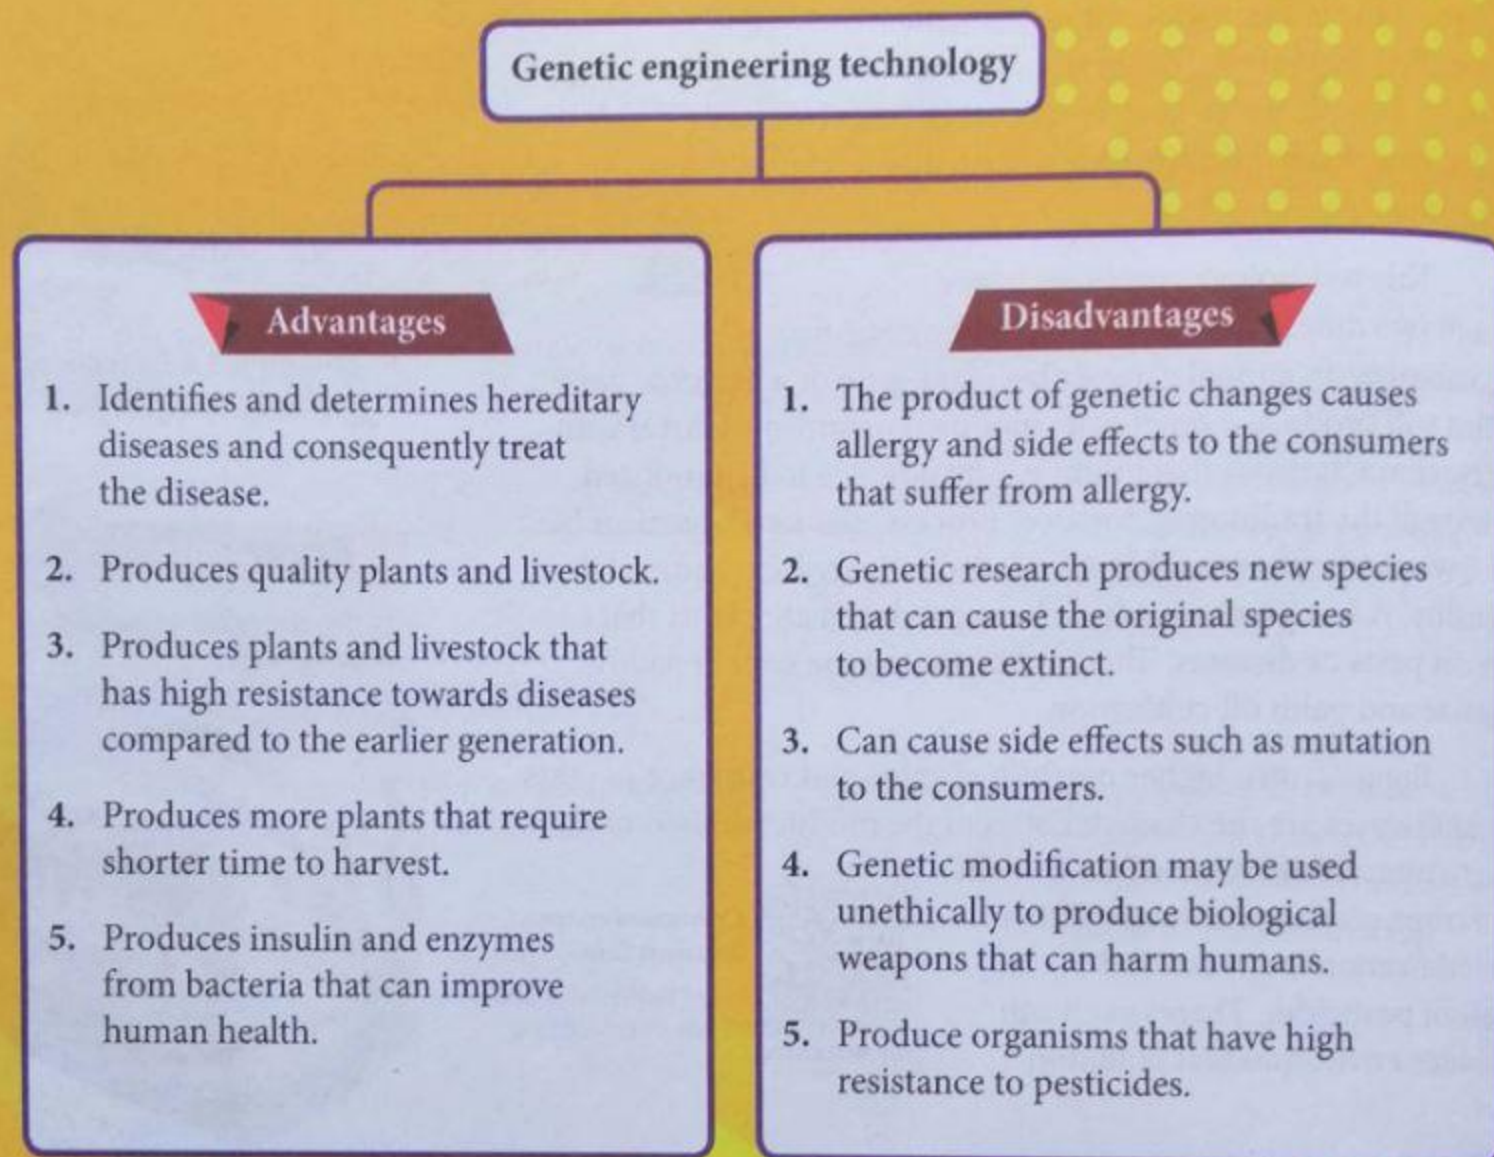 Genetic engineering technology
Advantages
1. Identifies and determines hereditary
diseases and consequently treat
the disease.
2. Produces quality plants and livestock.
3. Produces plants and livestock that
has high resistance towards diseases
compared to the earlier generation.
4. Produces more plants that require
shorter time to harvest.
5. Produces insulin and enzymes
from bacteria that can improve
human health.
Disadvantages
1. The product of genetic changes causes
allergy and side effects to the consumers
that suffer from allergy.
2. Genetic research produces new species
that can cause the original species
to become extinct.
3. Can cause side effects such as mutation
to the consumers.
4. Genetic modification may be used
unethically to produce biological
weapons that can harm humans.
5. Produce organisms that have high
resistance to pesticides.